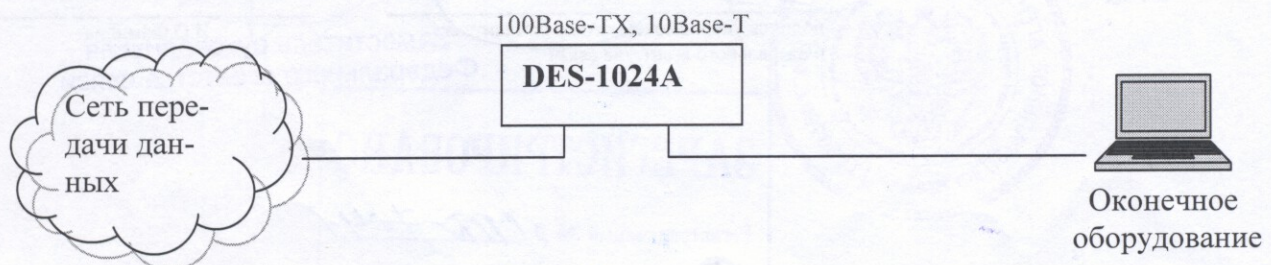 100Base-TX, 10Base-T
DES-1024A
Сеть пере-
дачи дан-
ных
Оконечное
оборудование